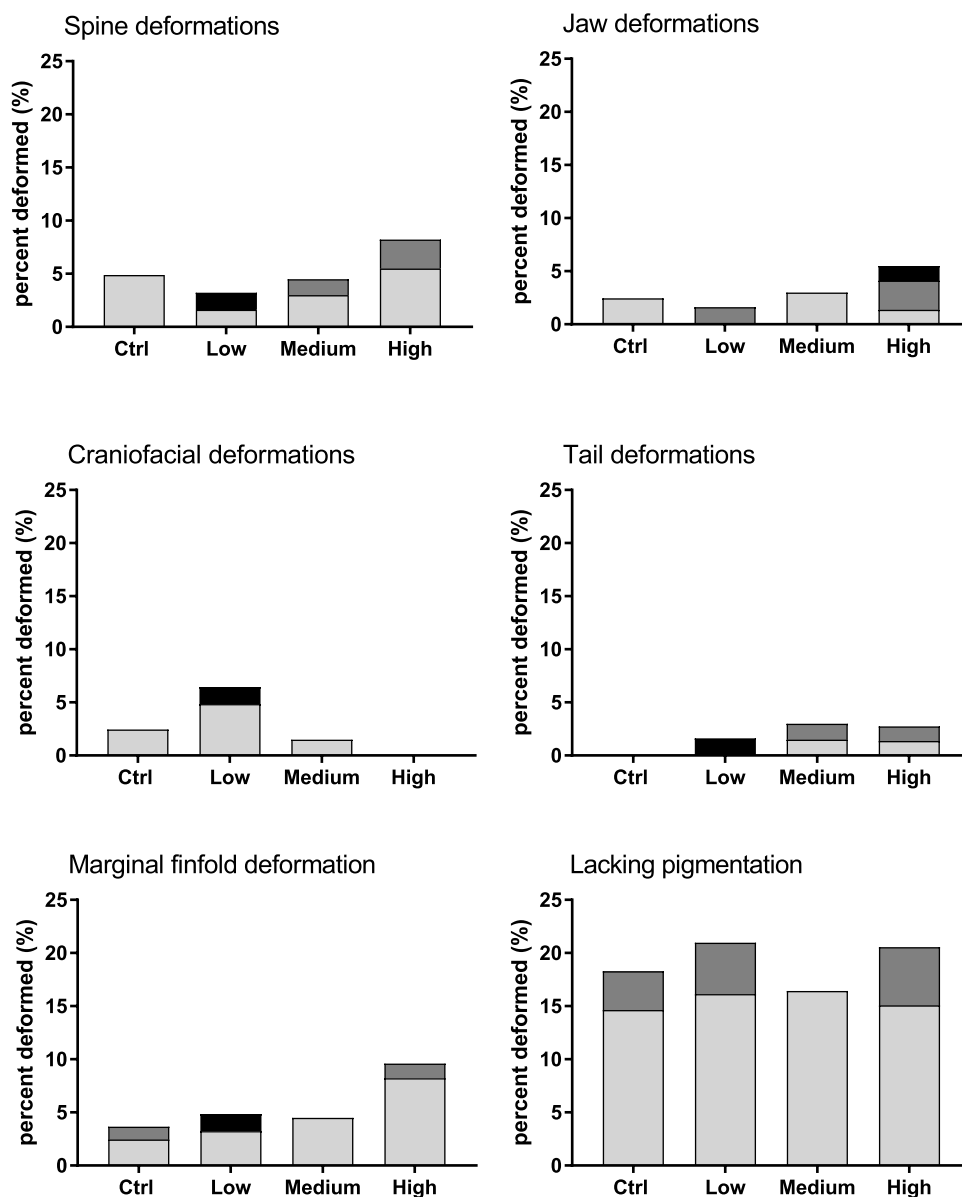 Spine deformations
percent deformed (%)
25
20
15
10
5
0
Ctrl Low Medium High
Jaw deformations
percent deformed (%)
25
20
15
10
5
0
Ctrl Low Medium High
Craniofacial deformations
percent deformed (%)
25
20
15
10
5
0
Ctrl Low Medium High
Tail deformations
percent deformed (%)
25
20
15
10
5
0
Ctrl Low Medium High
Marginal finfold deformation
percent deformed (%)
25
20
15
10
5
0
Ctrl Low Medium High
Lacking pigmentation
percent deformed (%)
25
20
15
10
5
0
Ctrl Low Medium High